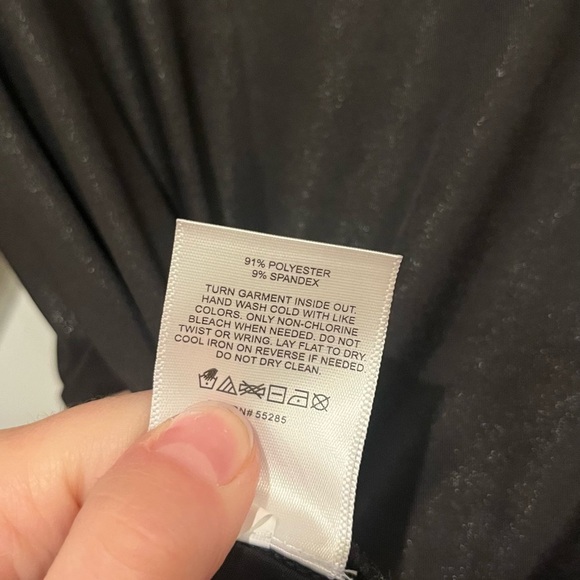 91% POLYESTER
9% SPANDEX
TURN GARMENT INSIDE OUT.
HAND WASH COLD WITH LIKE
COLORS. ONLY NON-CHLORINE
BLEACH WHEN NEEDED. DO NOT
TWIST OR WRING. LAY FLAT TO DRY.
COOL IRON ON REVERSE IF NEEDED
DO NOT DRY CLEAN.
N# 55285